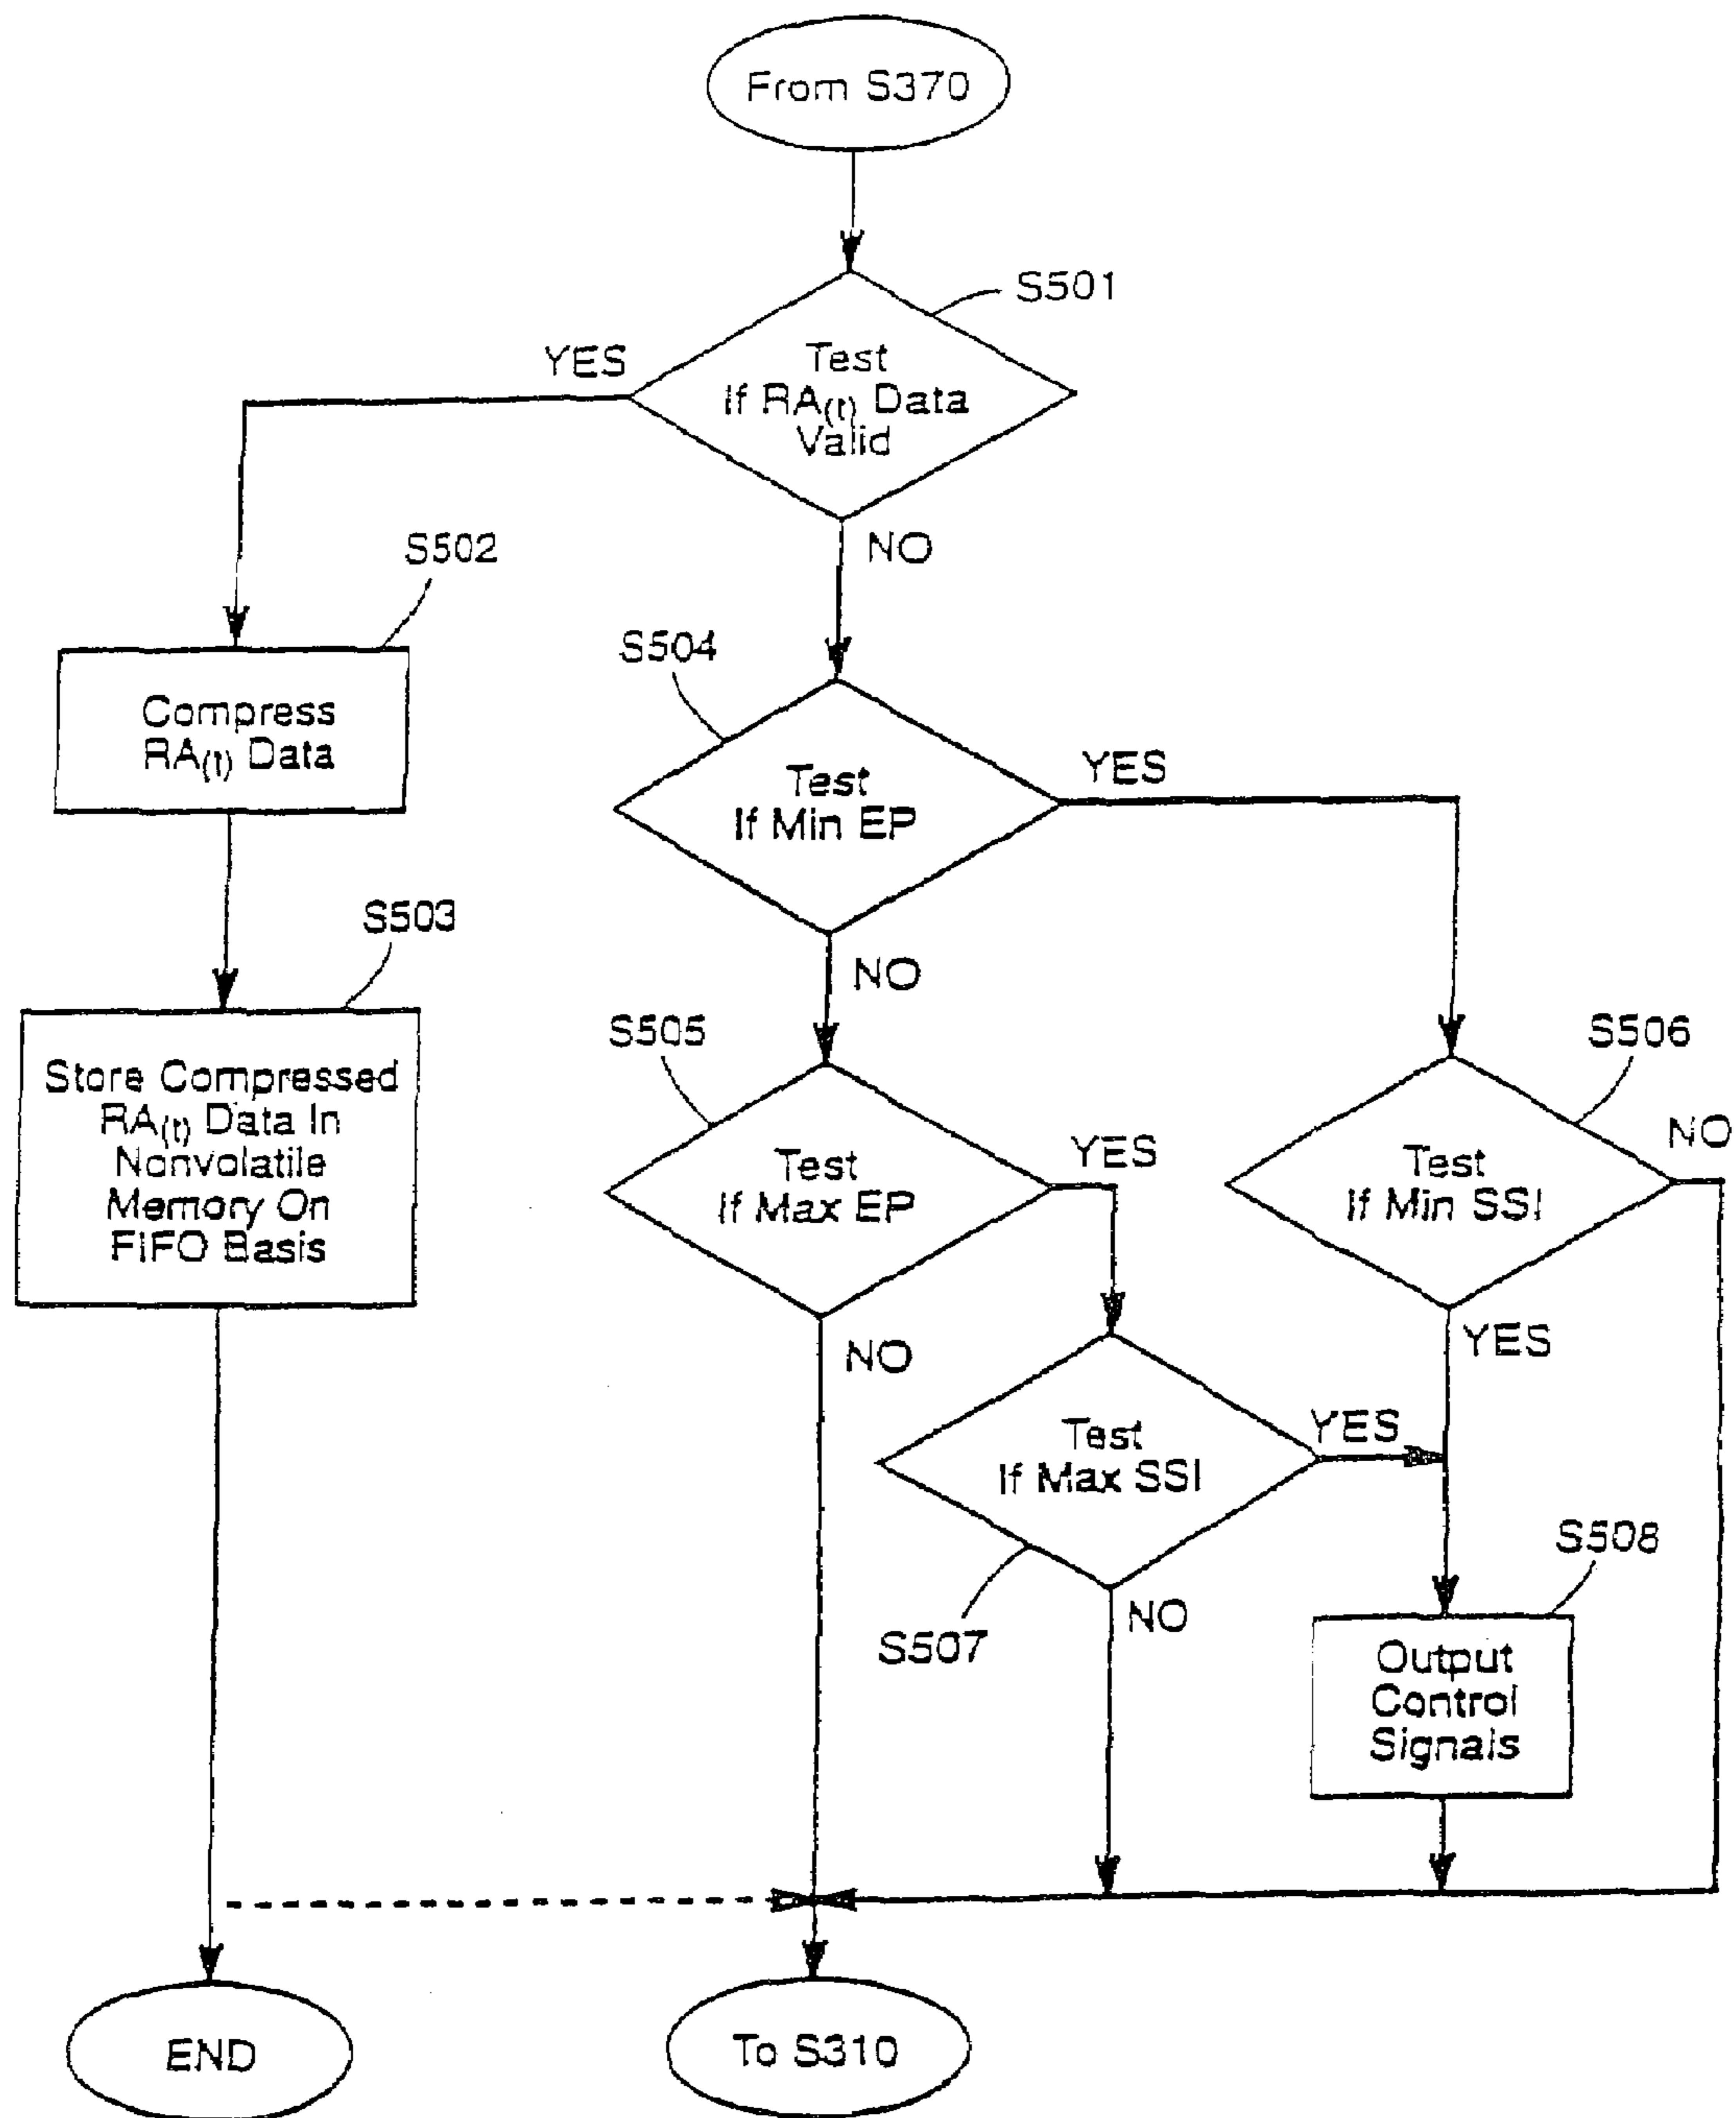 From S370
S501
YES
Test
If RA(t) Data
Valid
NO
S502
Compress
RA(t) Data
S504
Test
If Min EP
YES
NO
S503
Store Compressed
RA(t) Data In
Nonvolatile
Memory On
FIFO Basis
S505
Test
If Max EP
YES
NO
S506
Test
If Min SSI
NO
YES
Test
If Max SSI
YES
S507
NO
S508
Output
Control
Signals
END
To S310